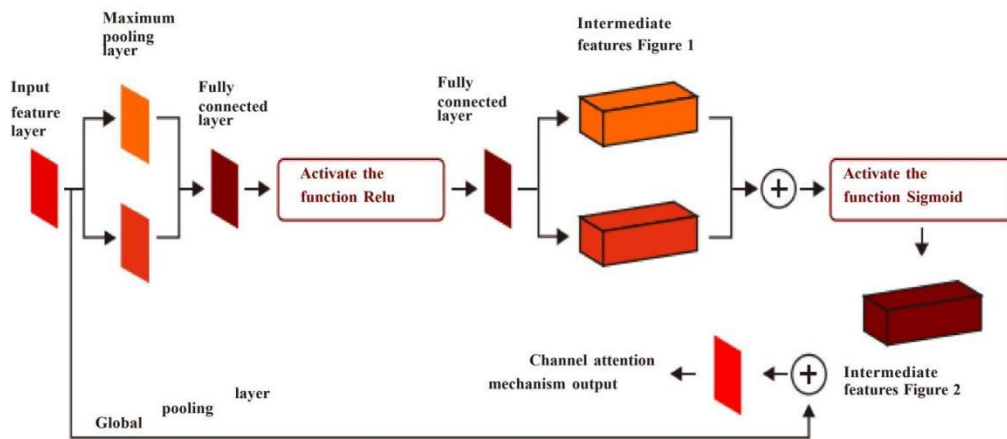 Maximum
pooling
layer
Input
feature
layer
Fully
connected
layer
Activate the
function Relu
Fully
connected
layer
Intermediate
features Figure 1
Activate the
function Sigmoid
Intermediate
features Figure 2
Channel attention
mechanism output
Global pooling layer